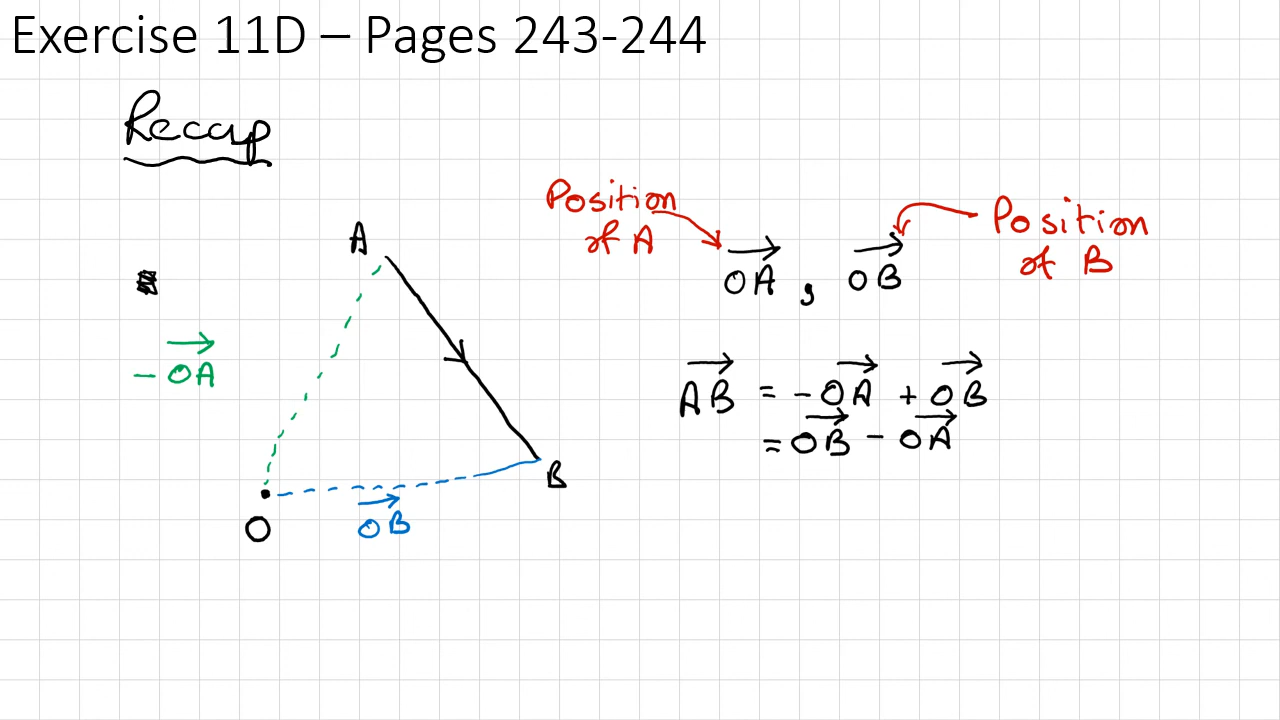 Exercise 11D – Pages 243-244
Recap
Position
of A
Position
of B
→OA , →OB
A
-→OA
→AB = -→OA + →OB
= →OB - →OA
B
O
→OB